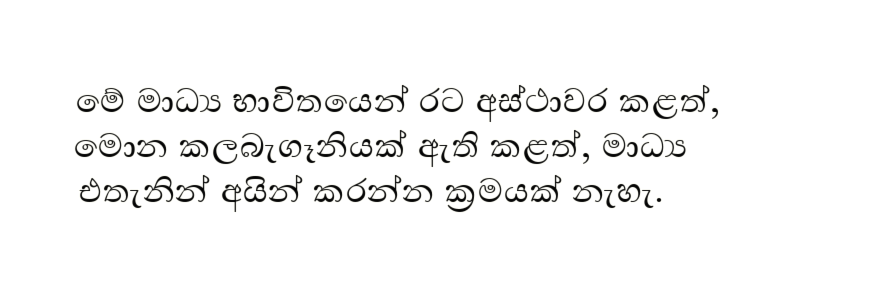 මේ මාධ්‍ය භාවිතයෙන් රට අස්ථාවර කළත්,
මොන කලබැගෑනියක් ඇති කළත්, මාධ්‍ය
එතැනින් අයින් කරන්න ක්‍රමයක් නැහැ.